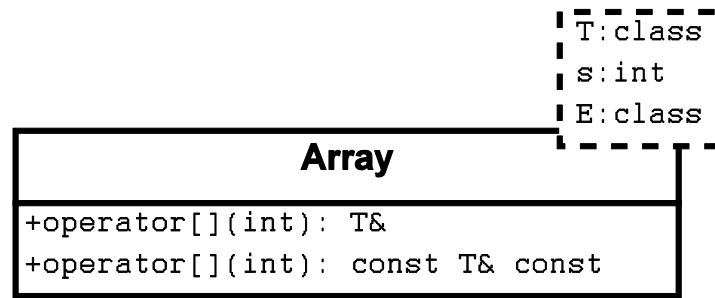 T:class
s:int
E:class
Array
+operator[](int): T&
+operator[](int): const T& const